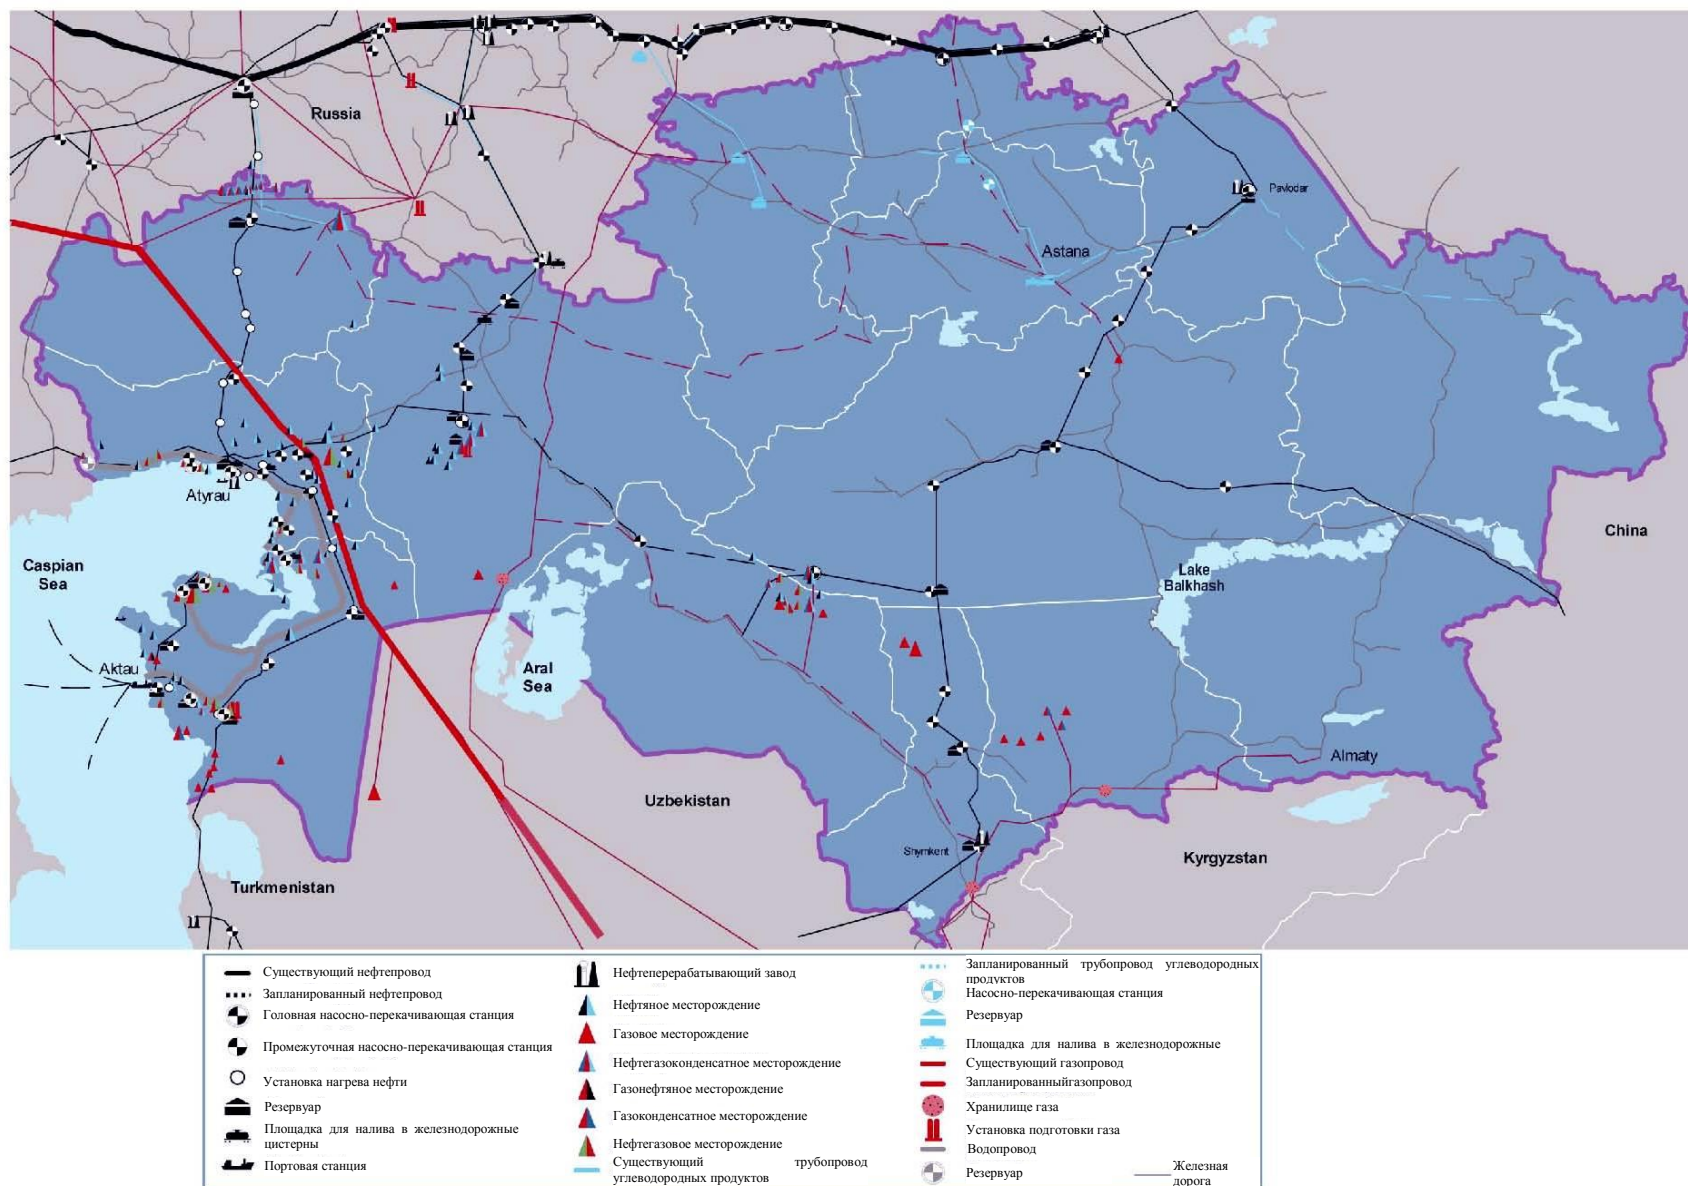 Russia
Pavlodar
Astana
Atyrau
China
Caspian
Sea
Lake
Balkhash
Aktau
Aral
Sea
Almaty
Uzbekistan
Shymkent
Kyrgyzstan
Turkmenistan
Существующий нефтепровод
Запланированный нефтепровод
Головная насосно-перекачивающая станция
Промежуточная насосно-перекачивающая станция
Установка нагрева нефти
Резервуар
Площадка для налива в железнодорожные
цистерны
Портовая станция
Нефтеперерабатывающий завод
Нефтяное месторождение
Газовое месторождение
Нефтегазоконденсатное месторождение
Газонефтяное месторождение
Газоконденсатное месторождение
Нефтегазовое месторождение
Существующий трубопровод
углеводородных продуктов
Запланированный трубопровод углеводородных
продуктов
Насосно-перекачивающая станция
Резервуар
Площадка для налива в железнодорожные
Существующий газопровод
Запланированныйгазопровод
Хранилище газа
Установка подготовки газа
Водопровод
Резервуар
Железная
дорога